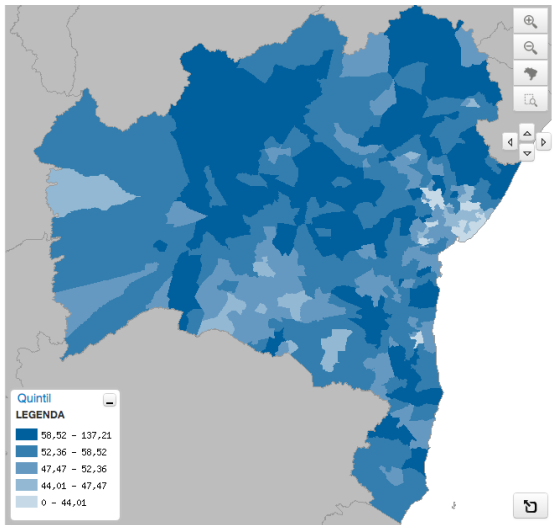 Quintil
LEGENDA
58,52 - 137,21
52,36 - 58,52
47,47 - 52,36
44,01 - 47,47
0 - 44,01